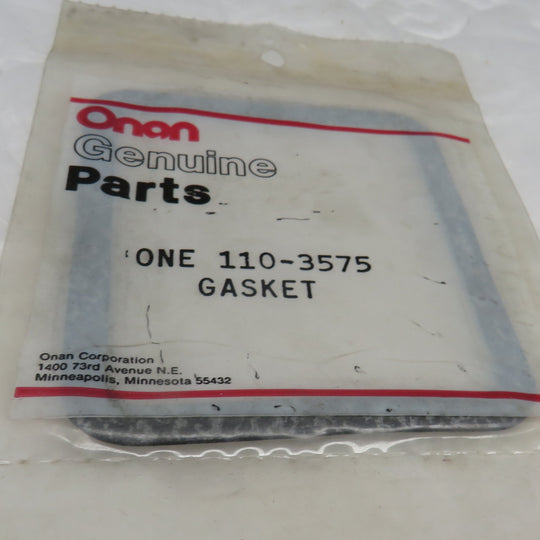 Onan
Genuine
Parts
ONE 110-3575
GASKET
Onan Corporation
1400 73rd Avenue N.E.
Minneapolis, Minnesota 55432